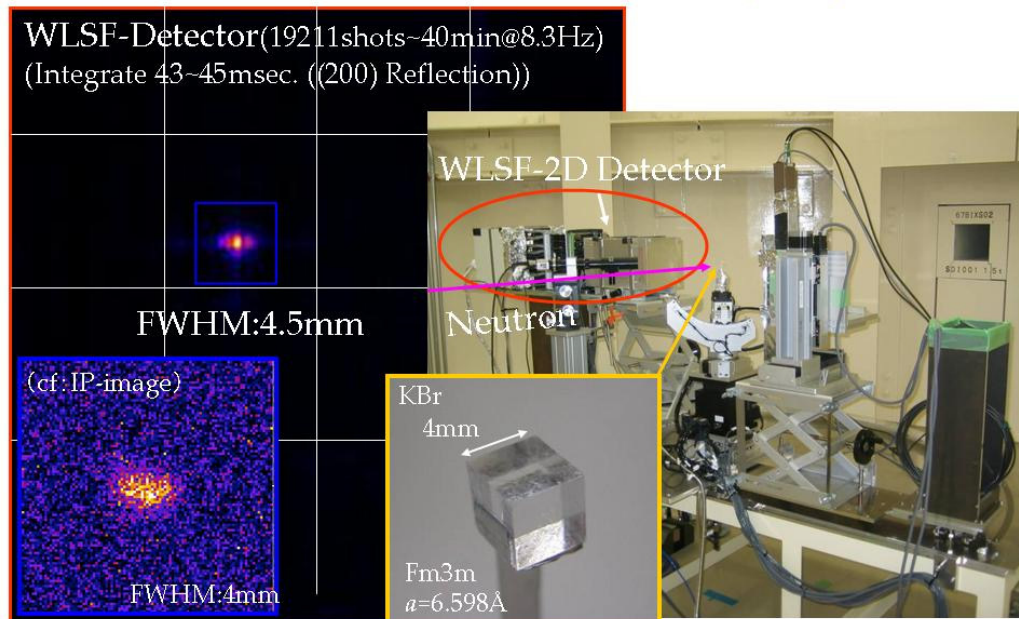 WLSF-Detector(19211shots~40min@8.3Hz)
(Integrate 43~45msec. ((200) Reflection))
WLSF-2D Detector
FWHM:4.5mm
Neutron
(cf:IP-image)
FWHM:4mm
KBr
4mm
Fm3m
a=6.598Å